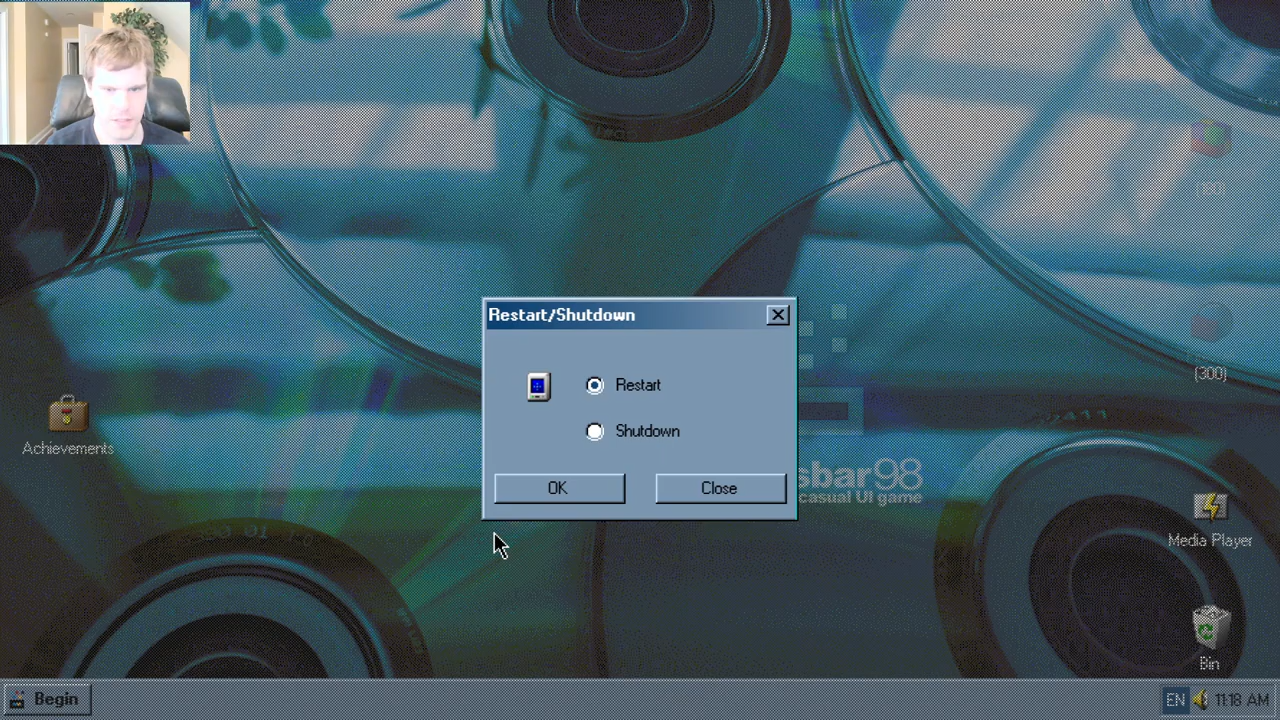 Restart/Shutdown
Restart
Shutdown
OK
Close
Achievements
(300)
sbar98
casual UI game
Media Player
Bin
Begin
EN
11:18 AM